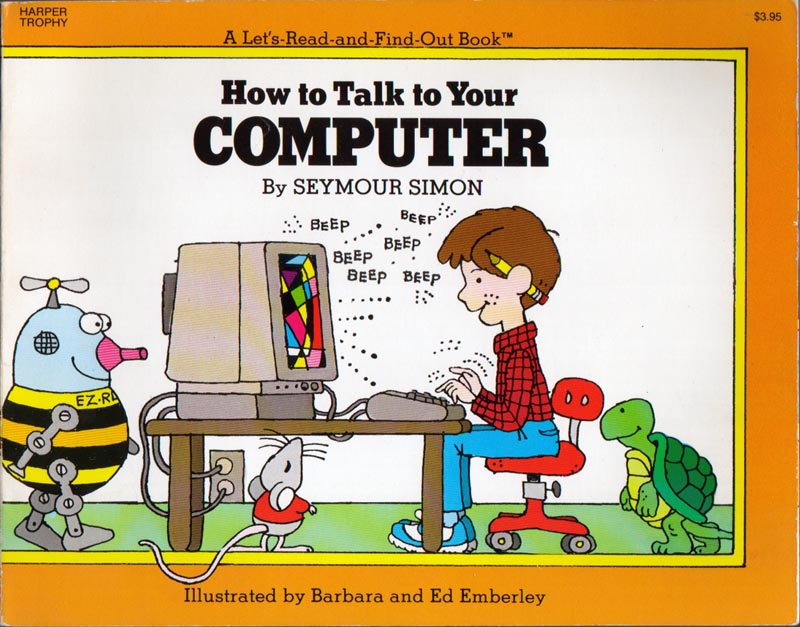 HARPER
TROPHY
$3.95
A Let's-Read-and-Find-Out Book™
How to Talk to Your
COMPUTER
By SEYMOUR SIMON
BEEP
BEEP
BEEP
BEEP
BEEP
BEEP
Illustrated by Barbara and Ed Emberley